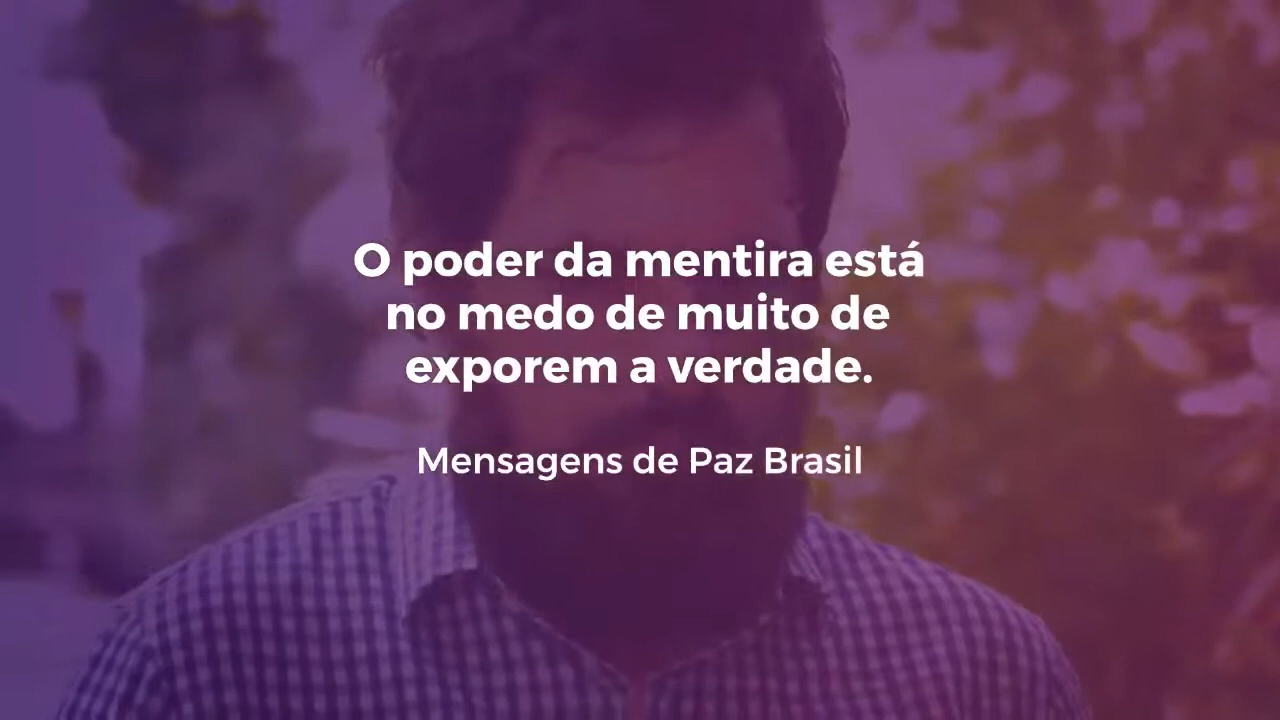 O poder da mentira está
no medo de muito de
exporem a verdade.
Mensagens de Paz Brasil